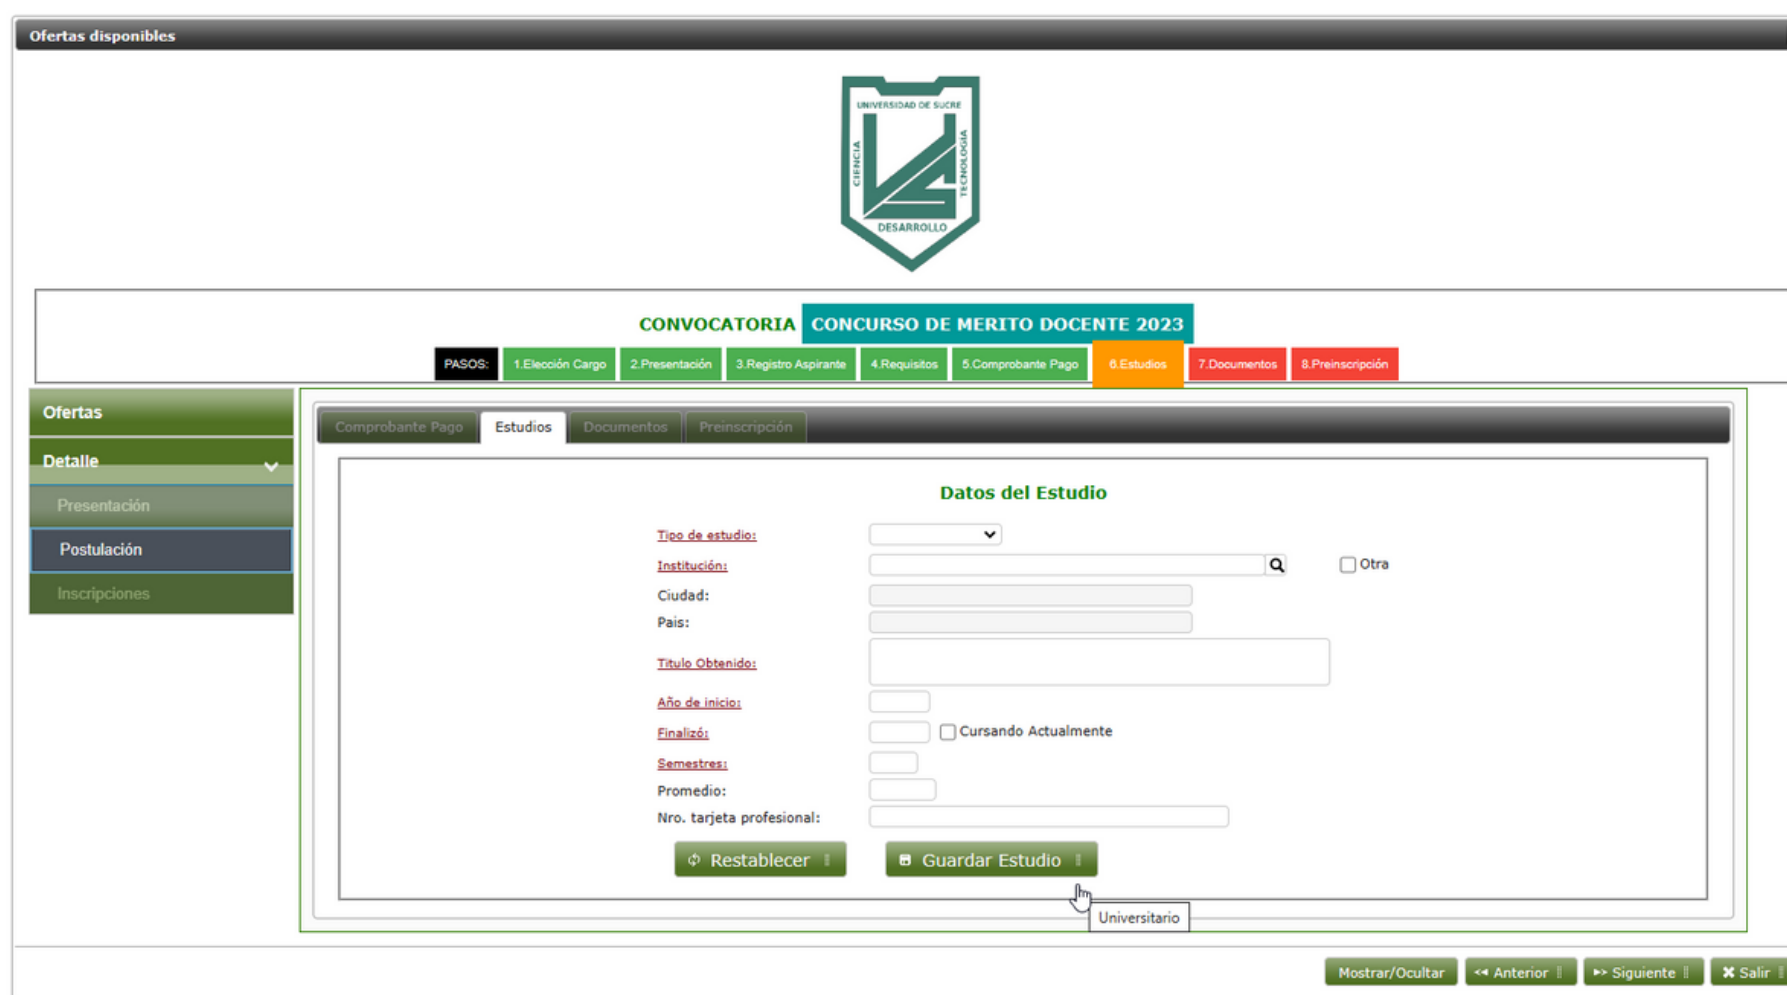 Ofertas disponibles
UNIVERSIDAD DE SUCRE
CIENCIA
TECNOLOGÍA
DESARROLLO
CONVOCATORIA CONCURSO DE MERITO DOCENTE 2023
PASOS: 1.Elección Cargo 2.Presentación 3.Registro Aspirante 4.Requisitos 5.Comprobante Pago 6.Estudios 7.Documentos 8.Preinscripción
Ofertas
Detalle
Presentación
Postulación
Inscripciones
Comprobante Pago Estudios Documentos Preinscripción
Datos del Estudio
Tipo de estudio:
Institución: Otra
Ciudad:
Pais:
Titulo Obtenido:
Año de inicio:
Finalizó: Cursando Actualmente
Semestres:
Promedio:
Nro. tarjeta profesional:
Restablecer Guardar Estudio
Universitario
Mostrar/Ocultar Anterior Siguiente Salir